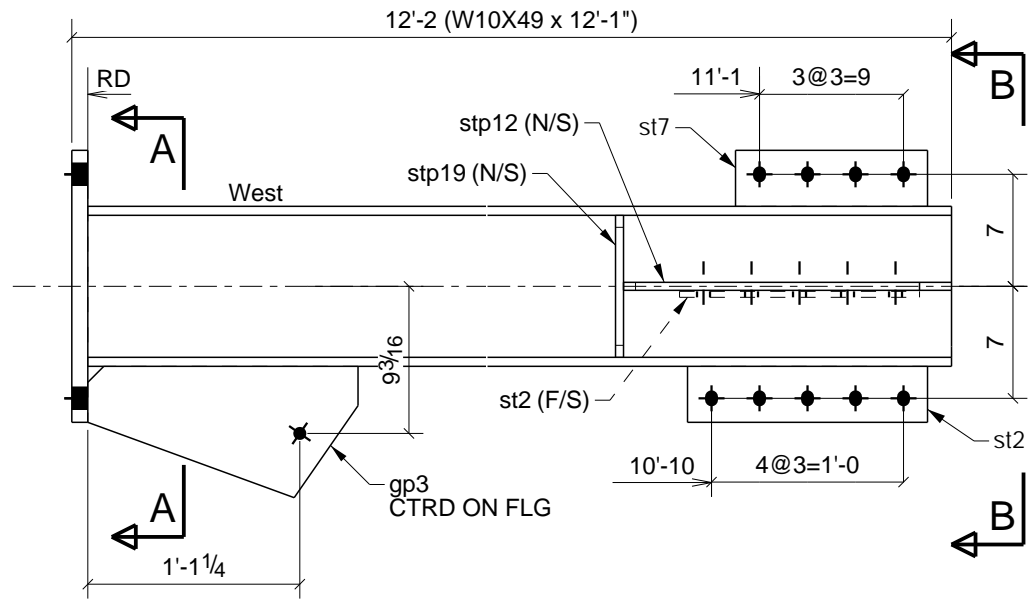 12'-2 (W10X49 x 12'-1")
RD
11'-1
3@3=9
B
A
stp12 (N/S)
st7
stp19 (N/S)
West
7
9 3/16
7
st2 (F/S)
st2
10'-10
4@3=1'-0
gp3
CTRD ON FLG
A
B
1'-1 1/4